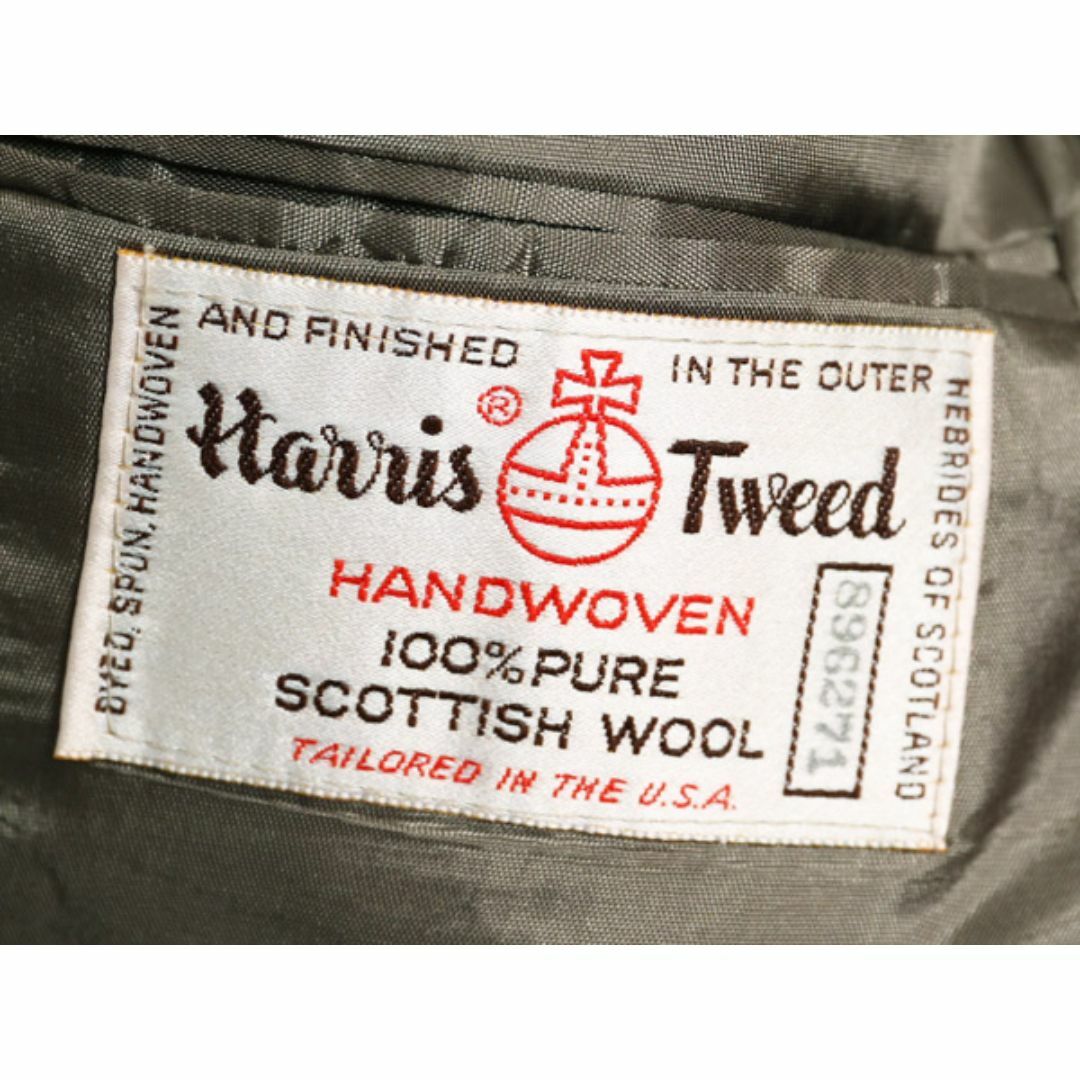 DYED, SPUN, HANDWOVEN
AND FINISHED
IN THE OUTER
HEBRIDES OF SCOTLAND
Harris ® Tweed
HANDWOVEN
100% PURE
SCOTTISH WOOL
TAILORED IN THE U.S.A.
896271